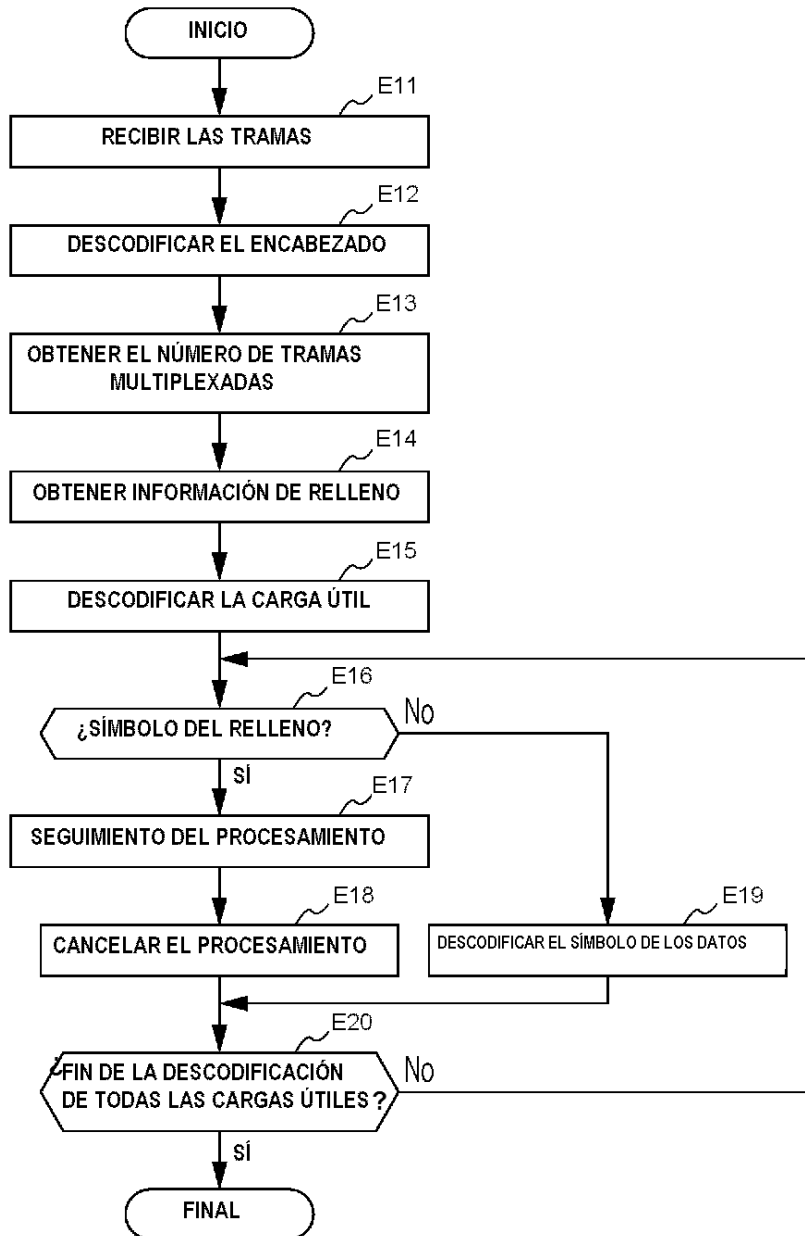 INICIO
E11
RECIBIR LAS TRAMAS
E12
DESCODIFICAR EL ENCABEZADO
E13
OBTENER EL NÚMERO DE TRAMAS
MULTIPLEXADAS
E14
OBTENER INFORMACIÓN DE RELLENO
E15
DESCODIFICAR LA CARGA ÚTIL
E16
¿SÍMBOLO DEL RELLENO?
No
SÍ
E17
SEGUIMIENTO DEL PROCESAMIENTO
E18
CANCELAR EL PROCESAMIENTO
E19
DESCODIFICAR EL SÍMBOLO DE LOS DATOS
E20
¿FIN DE LA DESCODIFICACIÓN
DE TODAS LAS CARGAS ÚTILES?
No
SÍ
FINAL